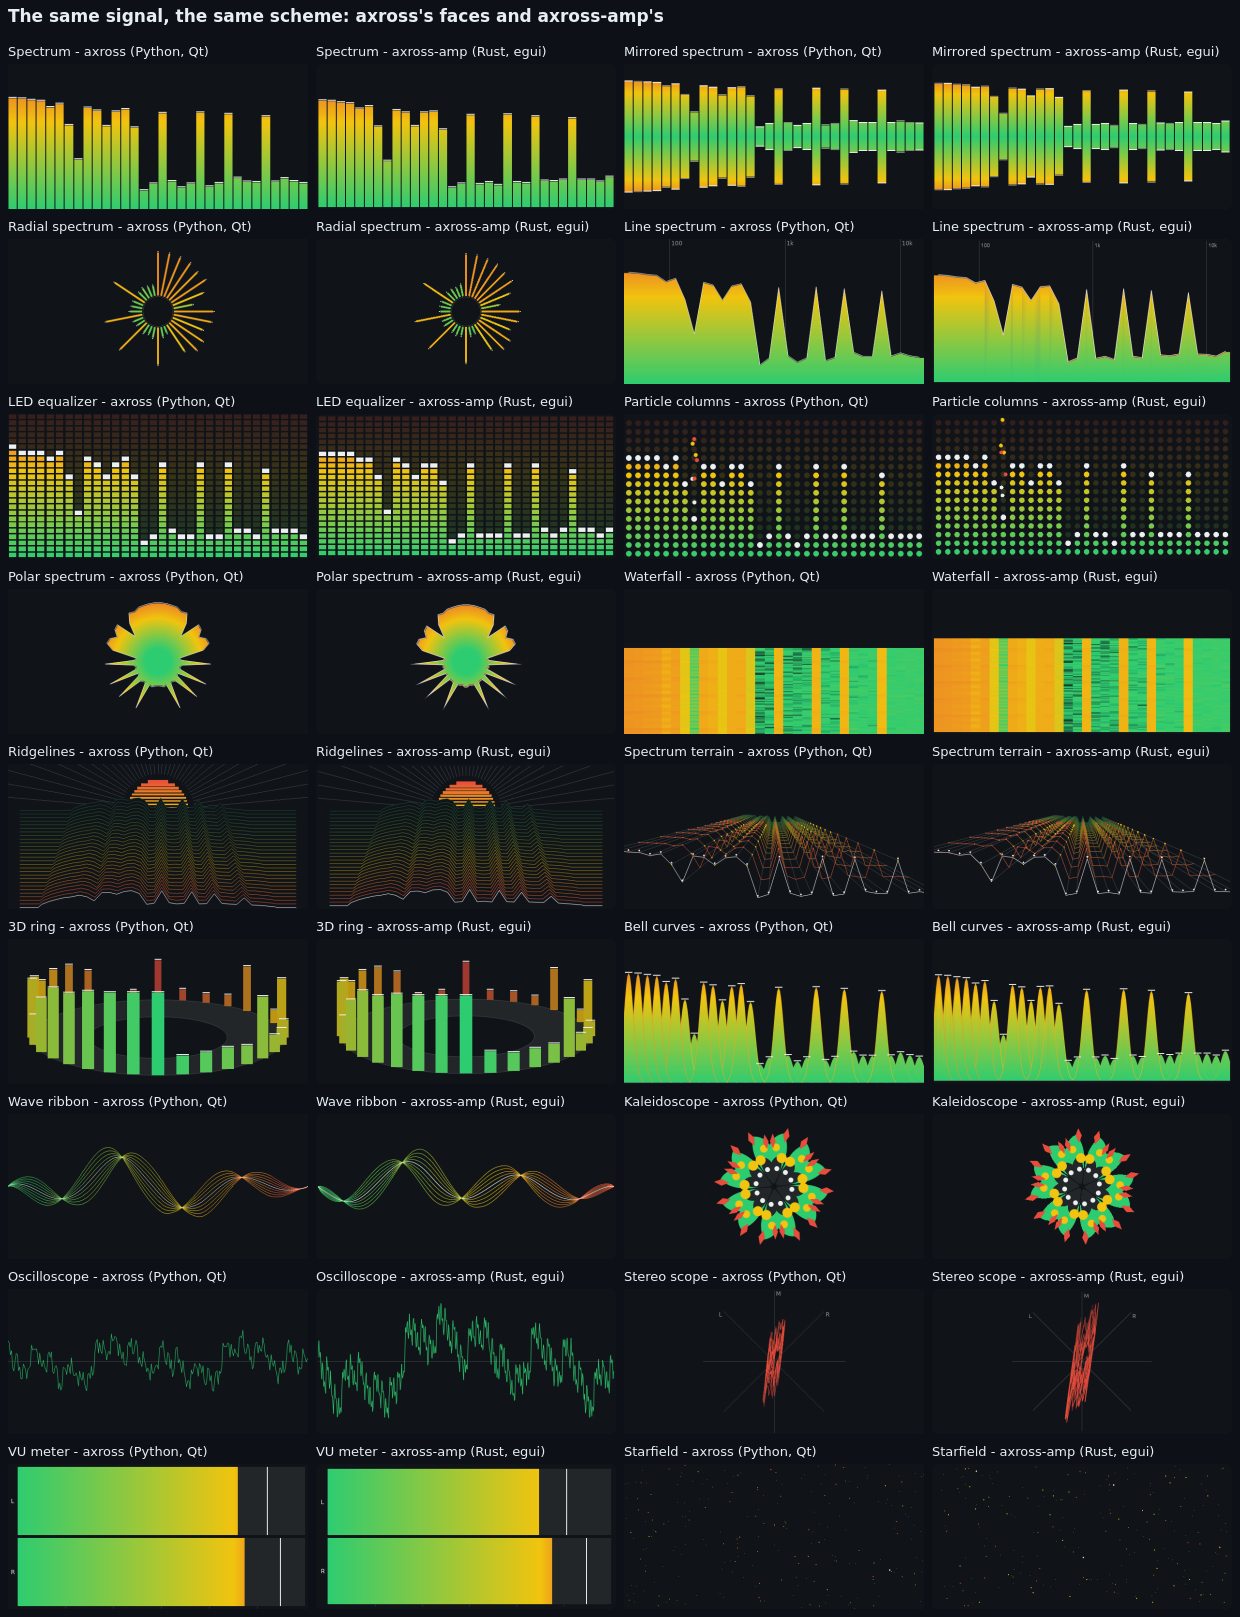 The same signal, the same scheme: axross's faces and axross-amp's
Spectrum - axross (Python, Qt)
Spectrum - axross-amp (Rust, egui)
Mirrored spectrum - axross (Python, Qt)
Mirrored spectrum - axross-amp (Rust, egui)
Radial spectrum - axross (Python, Qt)
Radial spectrum - axross-amp (Rust, egui)
Line spectrum - axross (Python, Qt)
Line spectrum - axross-amp (Rust, egui)
100
1k
10k
100
1k
10k
LED equalizer - axross (Python, Qt)
LED equalizer - axross-amp (Rust, egui)
Particle columns - axross (Python, Qt)
Particle columns - axross-amp (Rust, egui)
Polar spectrum - axross (Python, Qt)
Polar spectrum - axross-amp (Rust, egui)
Waterfall - axross (Python, Qt)
Waterfall - axross-amp (Rust, egui)
Ridgelines - axross (Python, Qt)
Ridgelines - axross-amp (Rust, egui)
Spectrum terrain - axross (Python, Qt)
Spectrum terrain - axross-amp (Rust, egui)
3D ring - axross (Python, Qt)
3D ring - axross-amp (Rust, egui)
Bell curves - axross (Python, Qt)
Bell curves - axross-amp (Rust, egui)
Wave ribbon - axross (Python, Qt)
Wave ribbon - axross-amp (Rust, egui)
Kaleidoscope - axross (Python, Qt)
Kaleidoscope - axross-amp (Rust, egui)
Oscilloscope - axross (Python, Qt)
Oscilloscope - axross-amp (Rust, egui)
Stereo scope - axross (Python, Qt)
Stereo scope - axross-amp (Rust, egui)
M
L
R
M
L
R
VU meter - axross (Python, Qt)
VU meter - axross-amp (Rust, egui)
Starfield - axross (Python, Qt)
Starfield - axross-amp (Rust, egui)
L
L
R
R